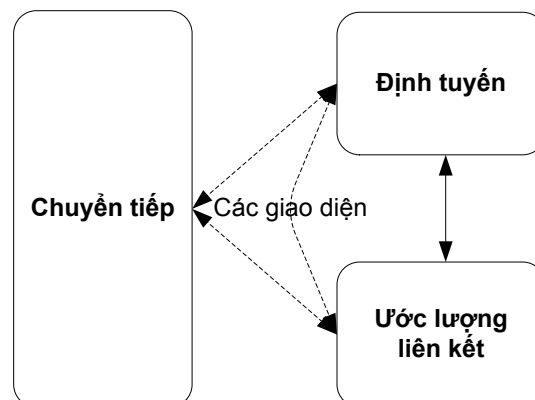 Định tuyến
Chuyển tiếp
Các giao diện
Ước lượng
liên kết